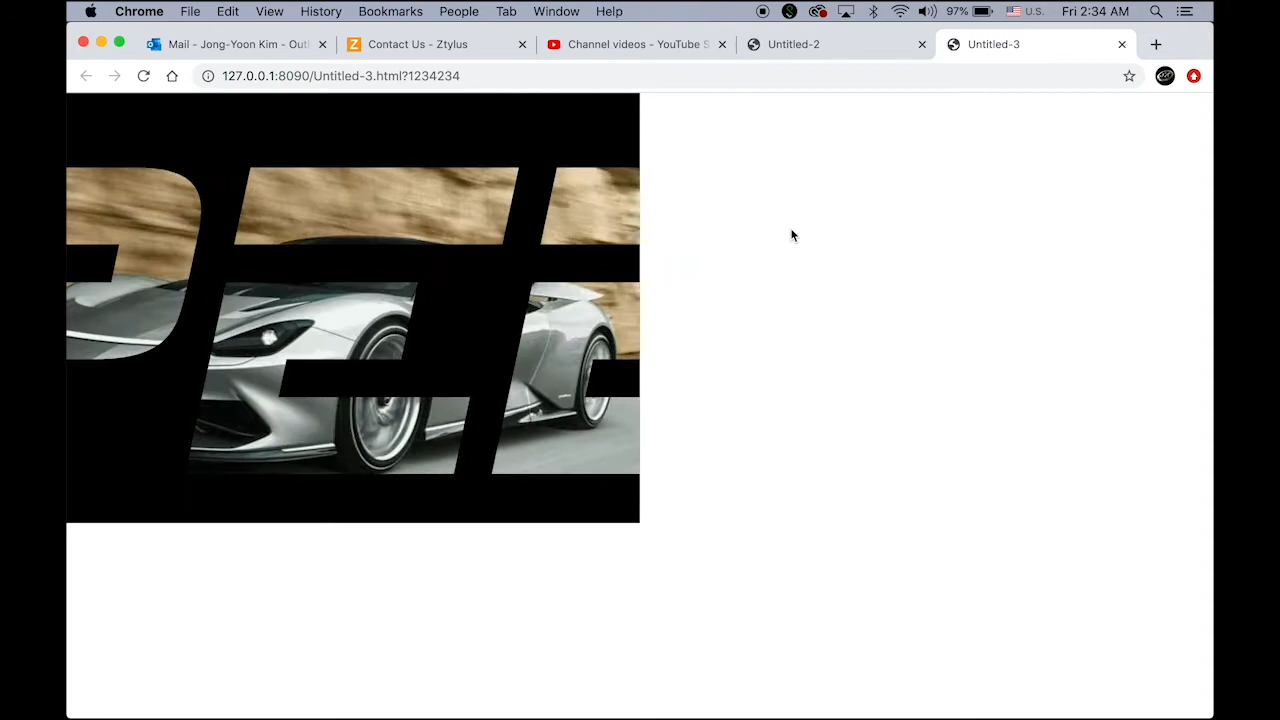 Chrome File Edit View History Bookmarks People Tab Window Help 97% U.S. Fri 2:34 AM
Mail - Jong-Yoon Kim - Outl Contact Us - Ztylus Channel videos - YouTube S Untitled-2 Untitled-3
127.0.0.1:8090/Untitled-3.html?1234234